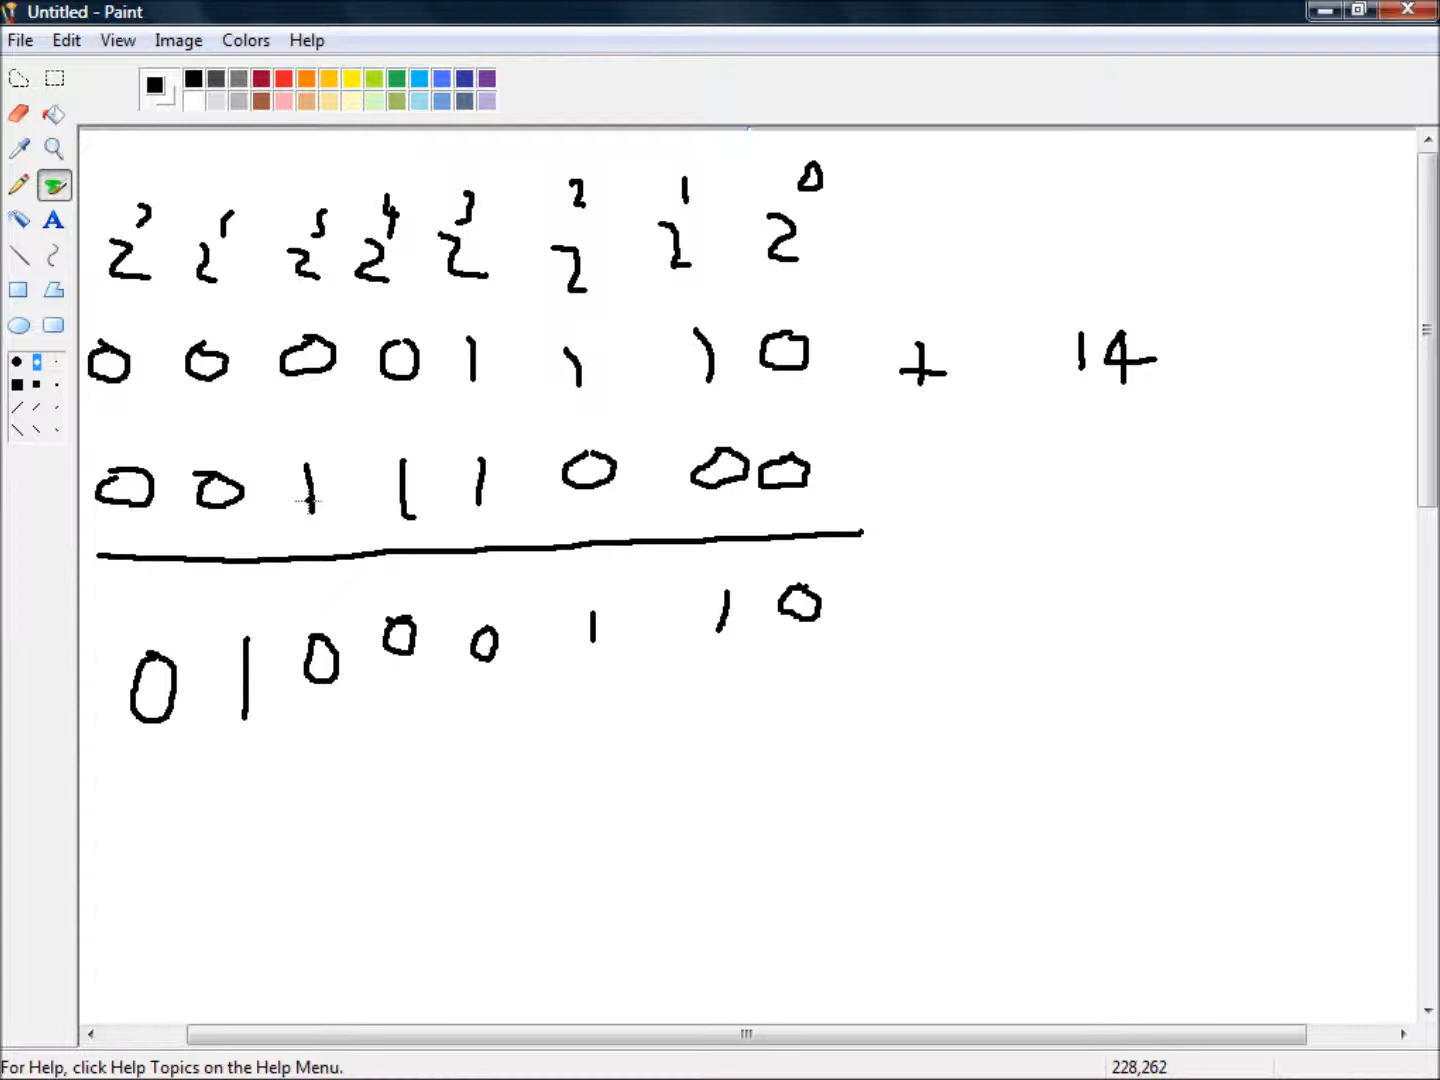 Untitled - Paint
File Edit View Image Colors Help
2 2 2⁵ 2⁴ 2³ 2² 2¹ 2⁰
0 0 0 0 1 1 1 0 + 14
0 0 1 1 1 0 0 0
0 1 0 0 0 1 1 0
For Help, click Help Topics on the Help Menu. 228,262